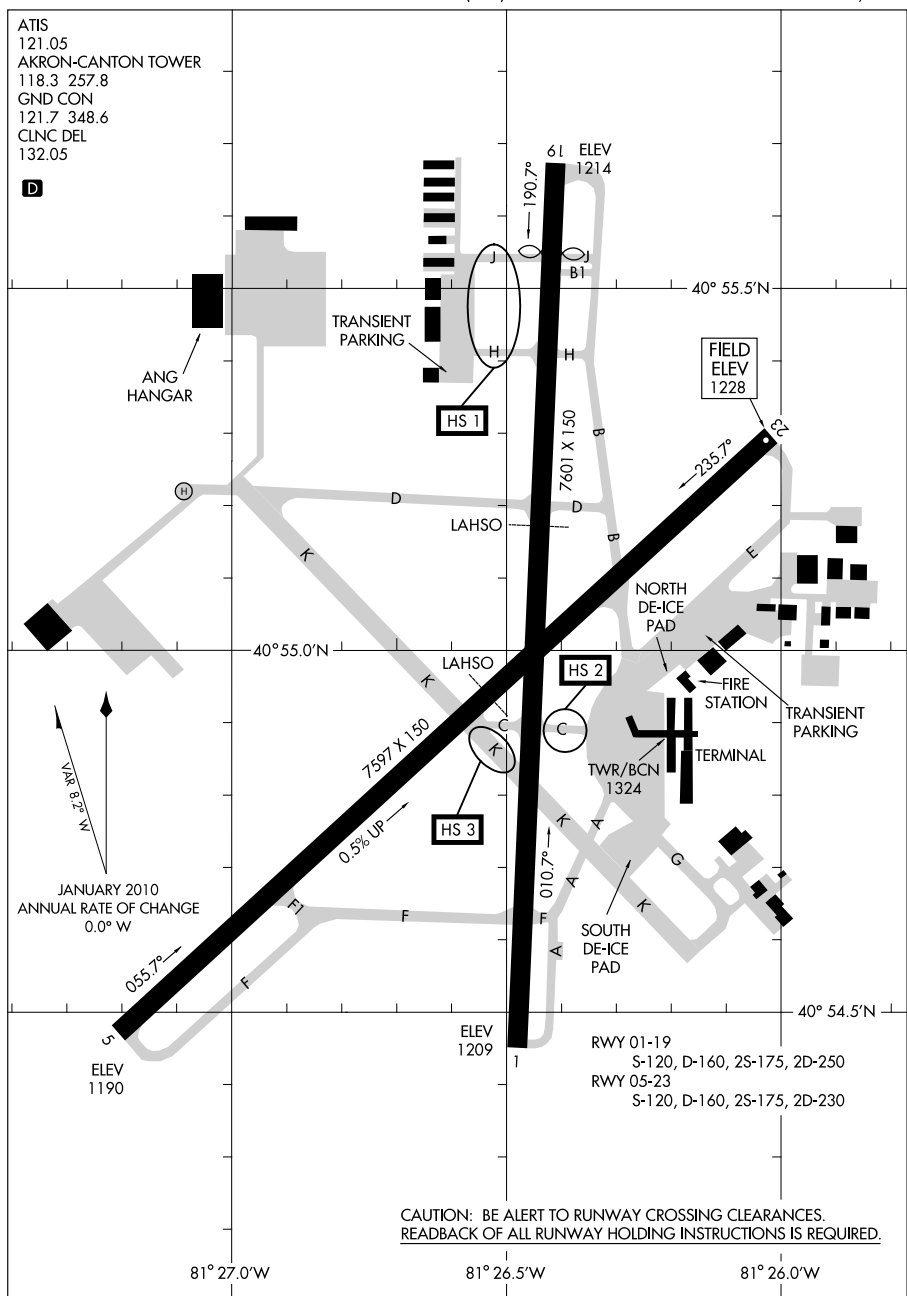 ATIS
121.05
AKRON-CANTON TOWER
118.3 257.8
GND CON
121.7 348.6
CLNC DEL
132.05
D
19
ELEV
1214
190.7°
J
J
B1
40° 55.5'N
TRANSIENT
PARKING
ANG
HANGAR
H
H
HS 1
FIELD
ELEV
1228
23
7601 X 150
B
235.7°
H
D
D
LAHSO
B
K
E
NORTH
DE-ICE
PAD
40° 55.0'N
LAHSO
HS 2
K
FIRE
STATION
TRANSIENT
PARKING
C
C
K
7597 X 150
TWR/BCN
1324
TERMINAL
VAR 8.2° W
HS 3
0.5% UP
K
A
G
010.7°
A
JANUARY 2010
ANNUAL RATE OF CHANGE
0.0° W
F1
F
F
K
A
SOUTH
DE-ICE
PAD
055.7°
F
40° 54.5'N
5
ELEV
1190
ELEV
1209
1
RWY 01-19
S-120, D-160, 2S-175, 2D-250
RWY 05-23
S-120, D-160, 2S-175, 2D-230
CAUTION: BE ALERT TO RUNWAY CROSSING CLEARANCES.
READBACK OF ALL RUNWAY HOLDING INSTRUCTIONS IS REQUIRED.
81° 27.0'W
81° 26.5'W
81° 26.0'W